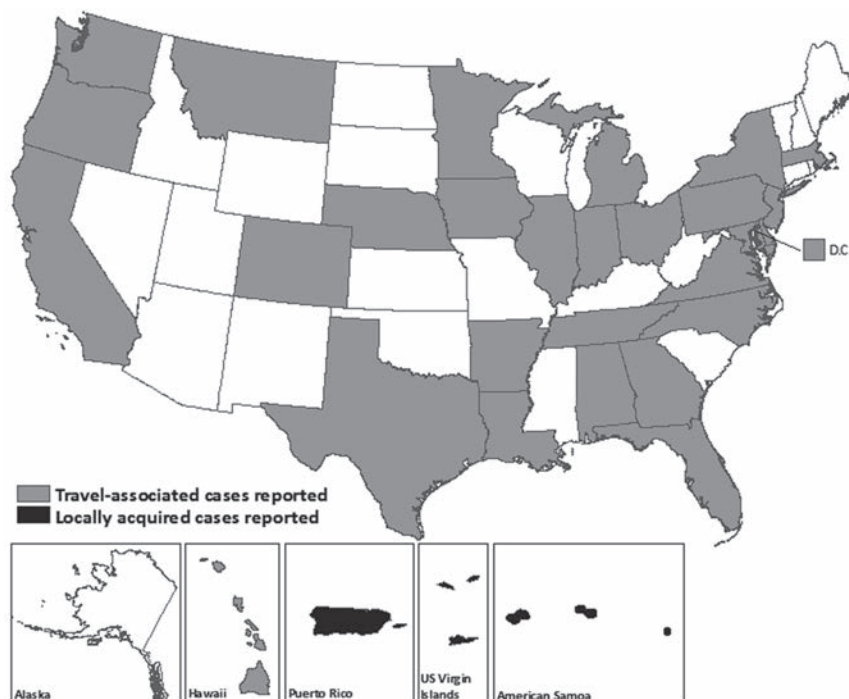 D.C
Travel-associated cases reported
Locally acquired cases reported
Alaska
Hawaii
Puerto Rico
US Virgin
Islands
American Samoa